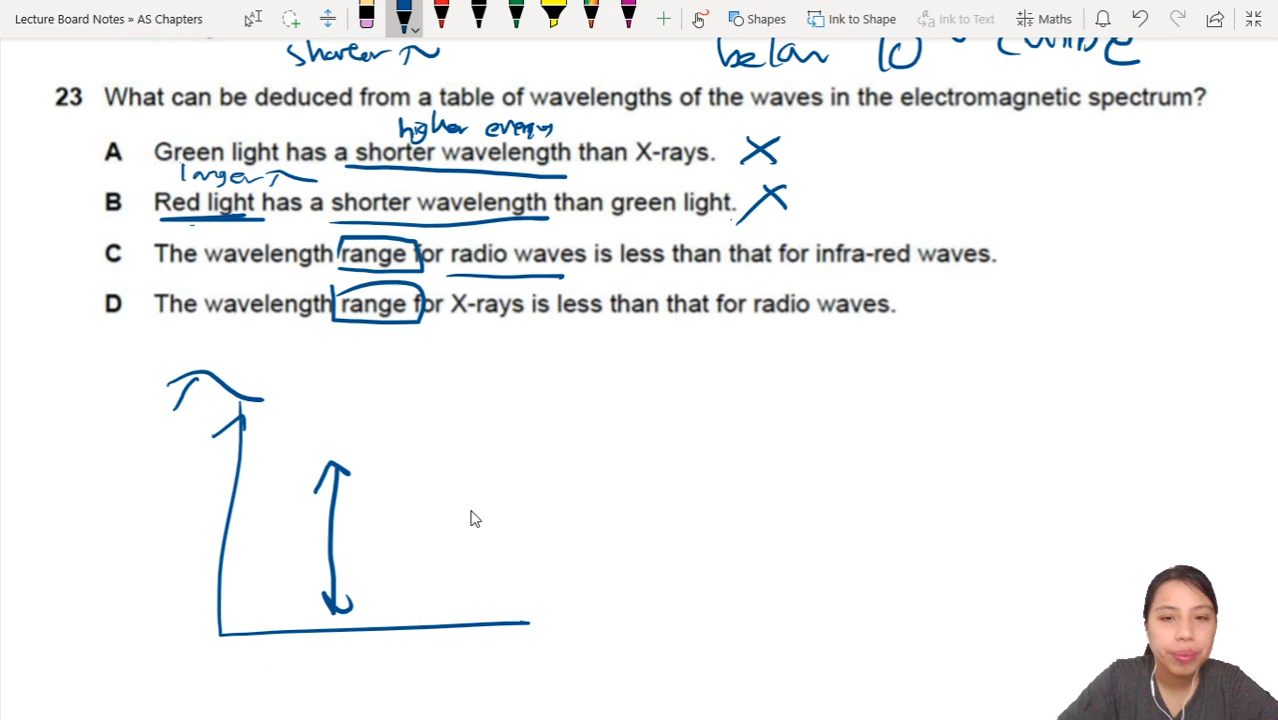 Lecture Board Notes » AS Chapters
Shapes
Ink to Shape
Ink to Text
Maths
shorter
below 10
23 What can be deduced from a table of wavelengths of the waves in the electromagnetic spectrum?
higher energy
A Green light has a shorter wavelength than X-rays. X
larger
B Red light has a shorter wavelength than green light. X
C The wavelength range for radio waves is less than that for infra-red waves.
D The wavelength range for X-rays is less than that for radio waves.